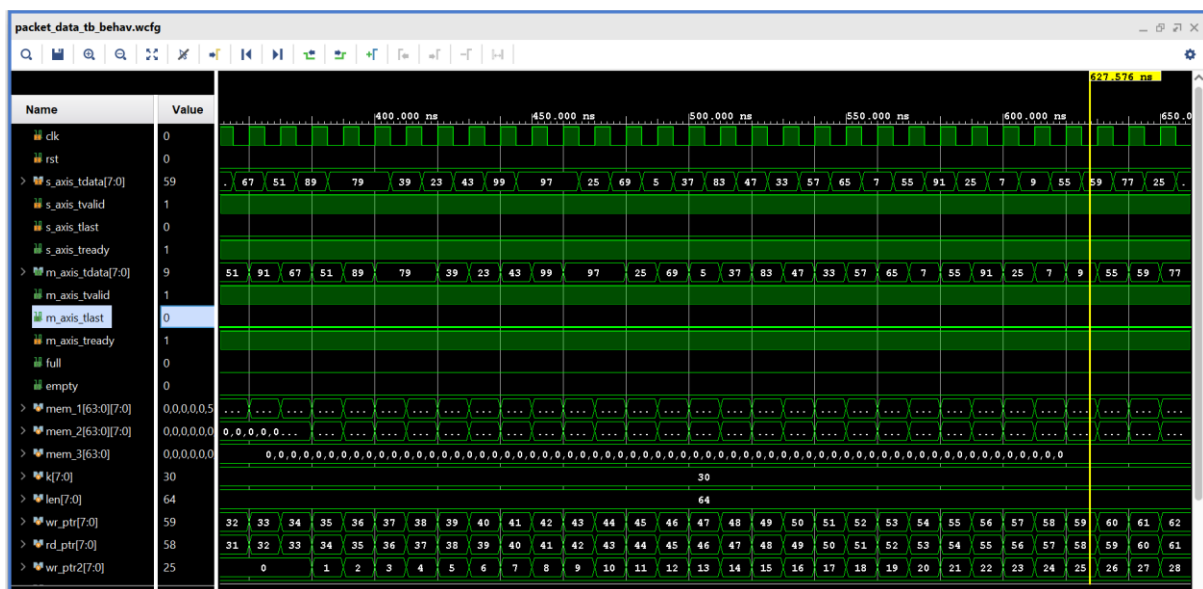 packet_data_tb_behav.wcfg
627.576 ns
Name Value
400.000 ns 450.000 ns 500.000 ns 550.000 ns 600.000 ns 650.0
clk 0
rst 0
s_axis_tdata[7:0] 59 . 67 51 89 79 39 23 43 99 97 25 69 5 37 83 47 33 57 65 7 55 91 25 7 9 55 59 77 25 .
s_axis_tvalid 1
s_axis_tlast 0
s_axis_tready 1
m_axis_tdata[7:0] 9 51 91 67 51 89 79 39 23 43 99 97 25 69 5 37 83 47 33 57 65 7 55 91 25 7 9 55 59 77
m_axis_tvalid 1
m_axis_tlast 0
m_axis_tready 1
full 0
empty 0
mem_1[63:0][7:0] 0,0,0,0,0,5 ... ... ... ... ... ... ... ... ... ... ... ... ... ... ... ... ... ... ... ... ... ... ... ... ... ... ... ... ... ... ...
mem_2[63:0][7:0] 0,0,0,0,0,0 0,0,0,0,0... ... ... ... ... ... ... ... ... ... ... ... ... ... ... ... ... ... ... ... ... ... ... ... ... ... ... ... ...
mem_3[63:0] 0,0,0,0,0,0 0,0,0,0,0,0,0,0,0,0,0,0,0,0,0,0,0,0,0,0,0,0,0,0,0,0,0,0,0,0,0,0,0,0,0,0,0,0,0,0,0,0,0,0,0,0,0,0,0,0,0,0,0,0,0,0,0,0
k[7:0] 30 30
len[7:0] 64 64
wr_ptr[7:0] 59 32 33 34 35 36 37 38 39 40 41 42 43 44 45 46 47 48 49 50 51 52 53 54 55 56 57 58 59 60 61 62
rd_ptr[7:0] 58 31 32 33 34 35 36 37 38 39 40 41 42 43 44 45 46 47 48 49 50 51 52 53 54 55 56 57 58 59 60 61
wr_ptr2[7:0] 25 0 1 2 3 4 5 6 7 8 9 10 11 12 13 14 15 16 17 18 19 20 21 22 23 24 25 26 27 28